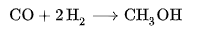 CO + 2 H₂ ⟶ CH₃OH